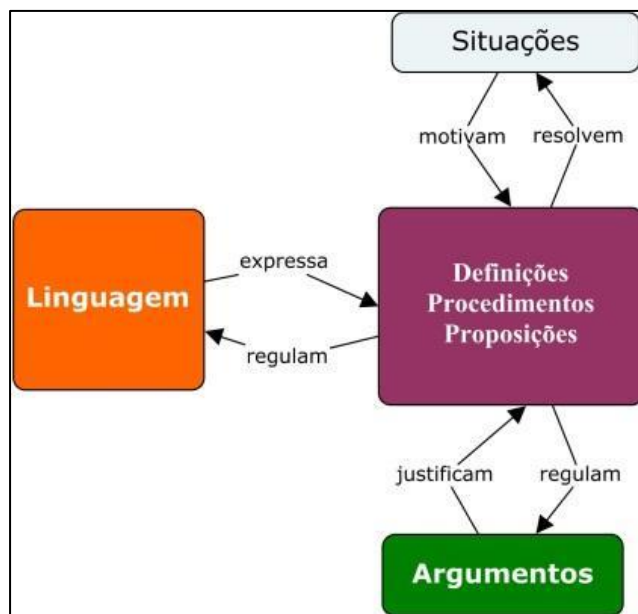 Situações
motivam
resolvem
expressa
Linguagem
Definições
Procedimentos
Proposições
regulam
justificam
regulam
Argumentos